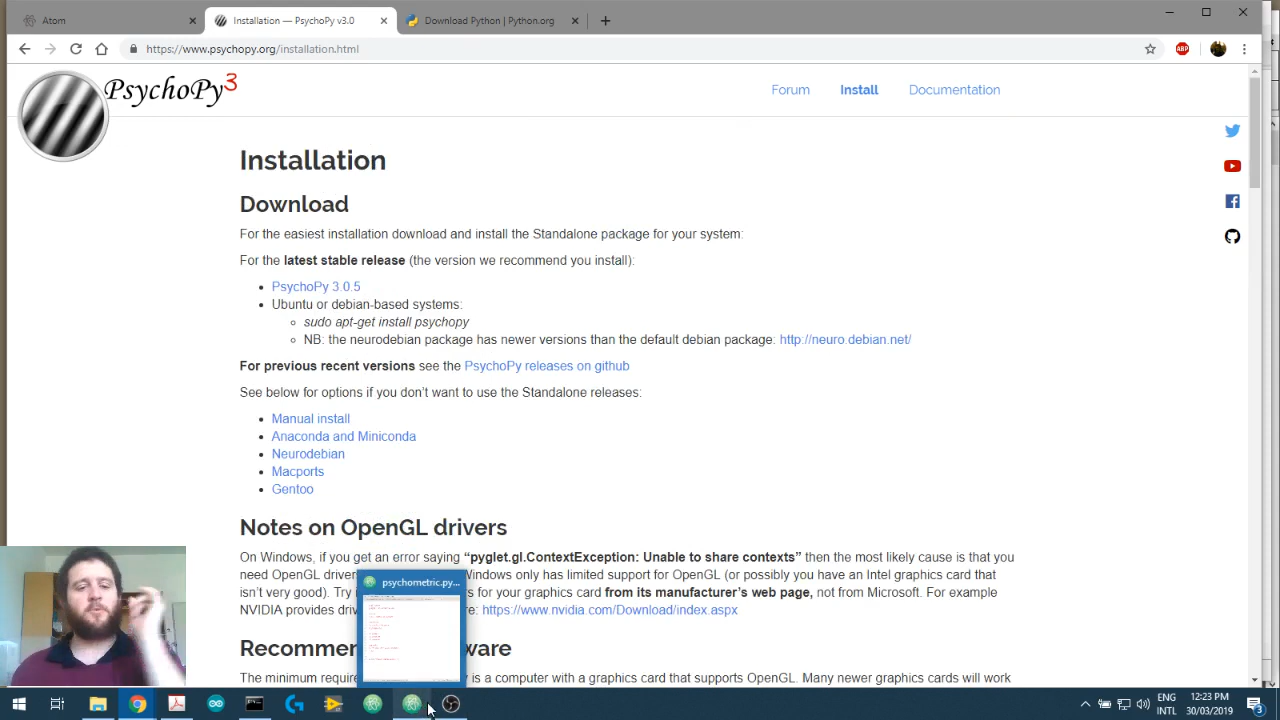 Atom
Installation — PsychoPy v3.0
Download Python | Python.org
https://www.psychopy.org/installation.html
ABP
PsychoPy3
Forum
Install
Documentation
Installation
Download
For the easiest installation download and install the Standalone package for your system:
For the latest stable release (the version we recommend you install):
PsychoPy 3.0.5
Ubuntu or debian-based systems:
sudo apt-get install psychopy
NB: the neurodebian package has newer versions than the default debian package: http://neuro.debian.net/
For previous recent versions see the PsychoPy releases on github
See below for options if you don't want to use the Standalone releases:
Manual install
Anaconda and Miniconda
Neurodebian
Macports
Gentoo
Notes on OpenGL drivers
On Windows, if you get an error saying “pyglet.gl.ContextException: Unable to share contexts” then the most likely cause is that you
need OpenGL drive Windows only has limited support for OpenGL (or possibly you have an Intel graphics card that
isn't very good). Try s for your graphics card from its manufacturer's web page, not from Microsoft. For example
NVIDIA provides driv re: https://www.nvidia.com/Download/index.aspx
psychometric.py...
Recomme ware
The minimum require y is a computer with a graphics card that supports OpenGL. Many newer graphics cards will work
ENG
IND
12:23 PM
30/03/2019
3